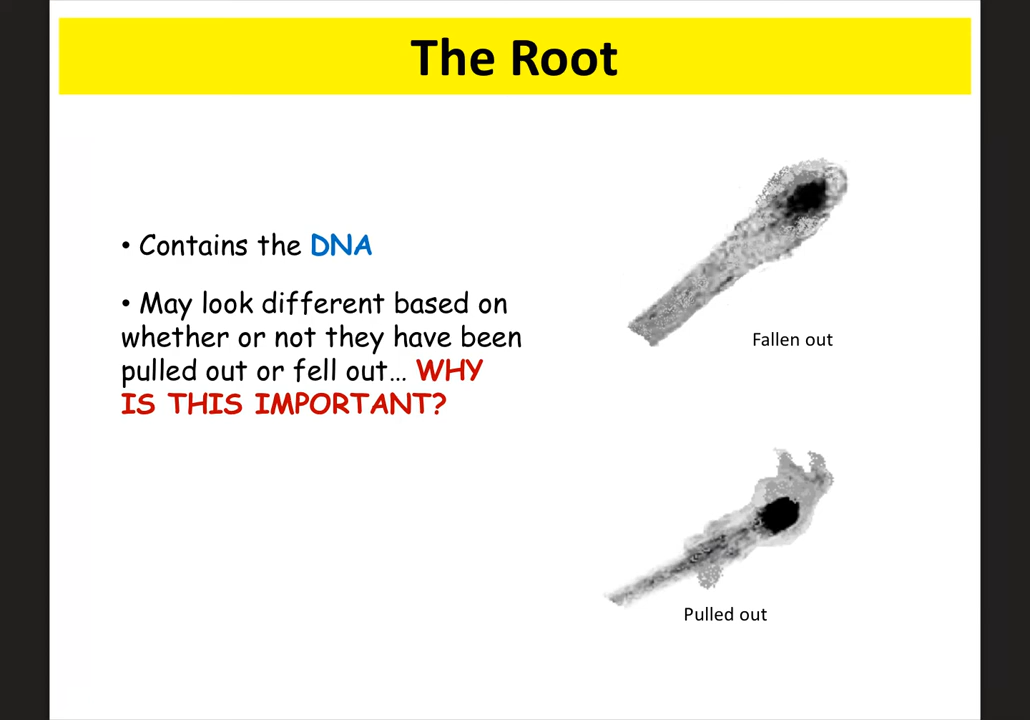 The Root
• Contains the DNA
• May look different based on
whether or not they have been
pulled out or fell out... WHY
IS THIS IMPORTANT?
Fallen out
Pulled out